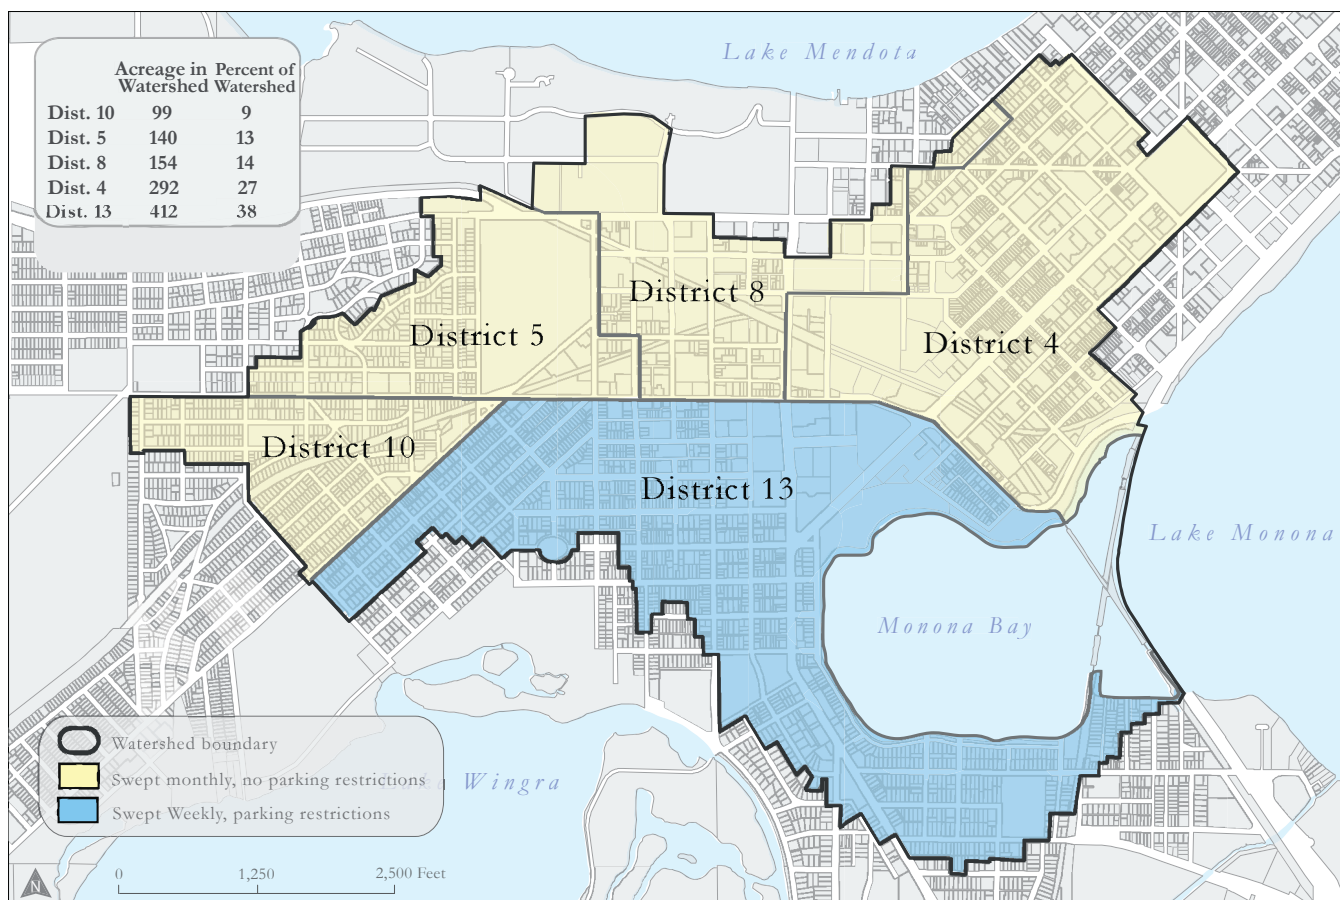 Lake Mendota
Acreage in Percent of
Watershed Watershed
Dist. 10 99 9
Dist. 5 140 13
Dist. 8 154 14
Dist. 4 292 27
Dist. 13 412 38
District 8
District 5
District 4
District 10
District 13
Lake Monona
Monona Bay
Watershed boundary
Swept monthly, no parking restrictions
Wingra
Swept Weekly, parking restrictions
0 1,250 2,500 Feet
N